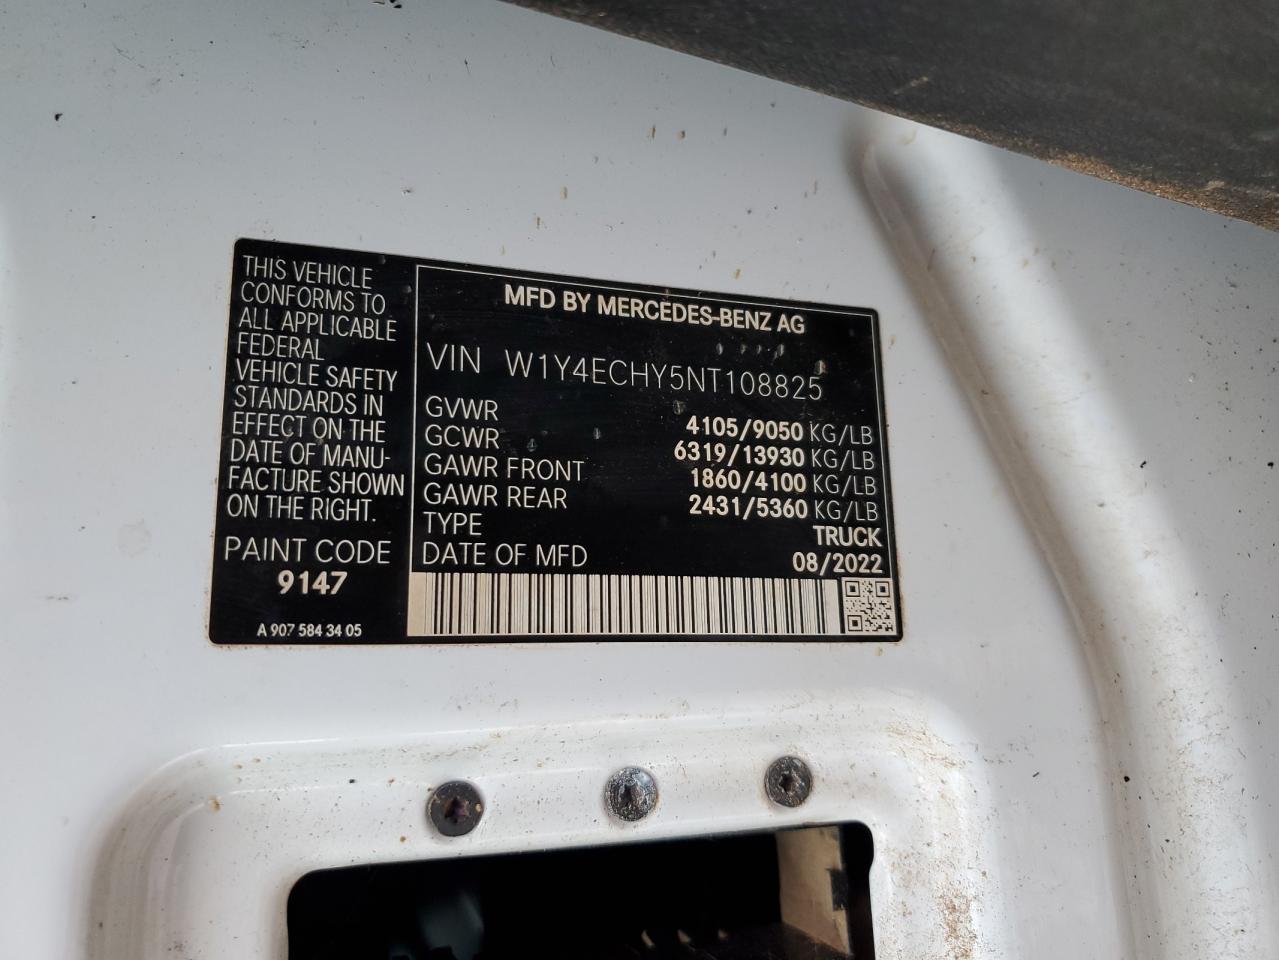 THIS VEHICLE
CONFORMS TO
ALL APPLICABLE
FEDERAL
VEHICLE SAFETY
STANDARDS IN
EFFECT ON THE
DATE OF MANU-
FACTURE SHOWN
ON THE RIGHT.
PAINT CODE
9147
A 907 584 34 05
MFD BY MERCEDES-BENZ AG
VIN W1Y4ECHY5NT108825
GVWR 4105/9050 KG/LB
GCWR 6319/13930 KG/LB
GAWR FRONT 1860/4100 KG/LB
GAWR REAR 2431/5360 KG/LB
TYPE TRUCK
DATE OF MFD 08/2022